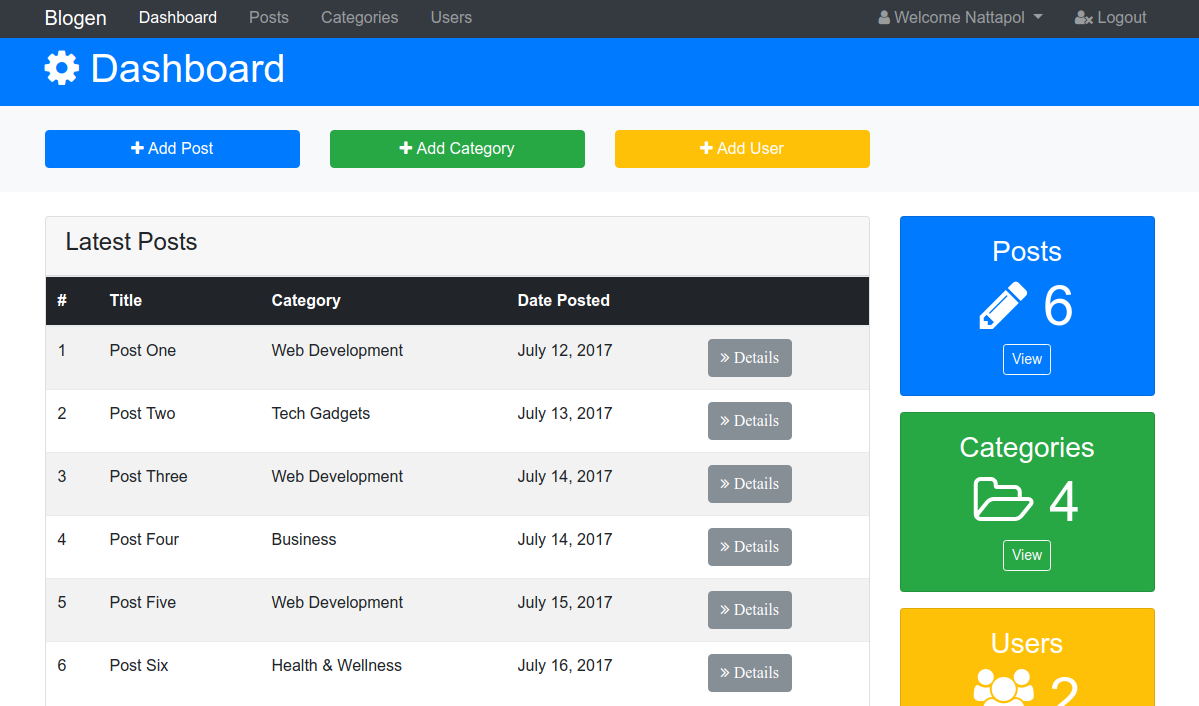 Blogen Dashboard Posts Categories Users Welcome Nattapol Logout
Dashboard
Add Post Add Category Add User
Latest Posts
# Title Category Date Posted
1 Post One Web Development July 12, 2017 Details
2 Post Two Tech Gadgets July 13, 2017 Details
3 Post Three Web Development July 14, 2017 Details
4 Post Four Business July 14, 2017 Details
5 Post Five Web Development July 15, 2017 Details
6 Post Six Health & Wellness July 16, 2017 Details
Posts
6
View
Categories
4
View
Users
2